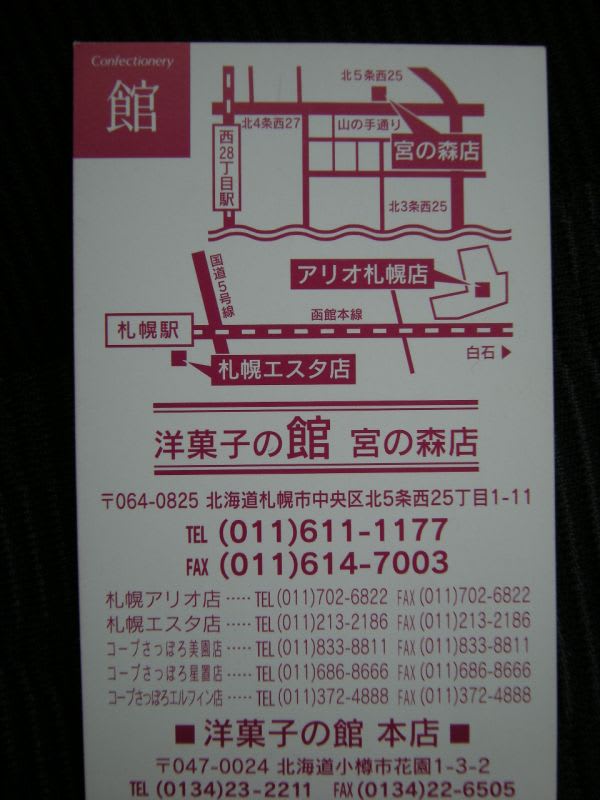 Confectionery
館
北5条西25
北4条西27
山の手通り
宮の森店
西28丁目駅
北3条西25
国道5号線
アリオ札幌店
函館本線
札幌駅
白石
札幌エスタ店
洋菓子の館 宮の森店
〒064-0825 北海道札幌市中央区北5条西25丁目1-11
TEL (011)611-1177
FAX (011)614-7003
札幌アリオ店 ····· TEL (011)702-6822 FAX (011)702-6822
札幌エスタ店 ····· TEL (011)213-2186 FAX (011)213-2186
コープさっぽろ美園店 ····· TEL (011)833-8811 FAX (011)833-8811
コープさっぽろ星置店 ····· TEL (011)686-8666 FAX (011)686-8666
コープさっぽろエルフィン店 ····· TEL (011)372-4888 FAX (011)372-4888
■ 洋菓子の館 本店 ■
〒047-0024 北海道小樽市花園1-3-2
TEL (0134)23-2211 FAX (0134)22-6505